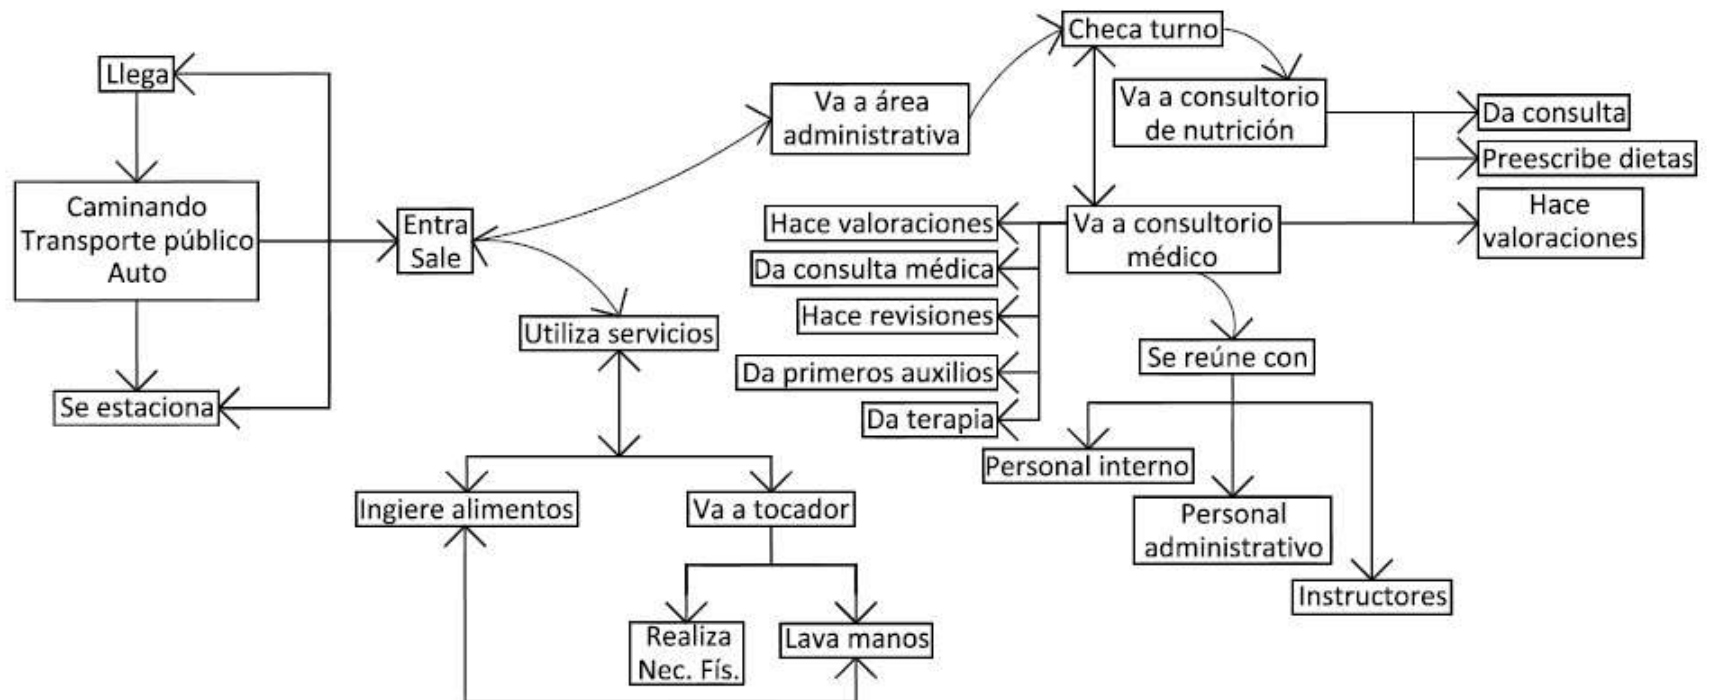 Llega
Caminando
Transporte público
Auto
Se estaciona
Entra
Sale
Va a área
administrativa
Checa turno
Va a consultorio
de nutrición
Da consulta
Preescribe dietas
Hace
valoraciones
Va a consultorio
médico
Hace valoraciones
Da consulta médica
Hace revisiones
Da primeros auxilios
Da terapia
Se reúne con
Personal interno
Personal
administrativo
Instructores
Utiliza servicios
Ingiere alimentos
Va a tocador
Realiza
Nec. Fís.
Lava manos